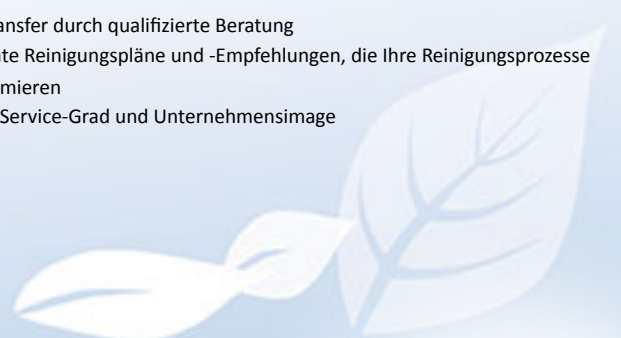 ansfer durch qualifizierte Beratung
te Reinigungspläne und -Empfehlungen, die Ihre Reinigungsprozesse
mieren
Service-Grad und Unternehmensimage